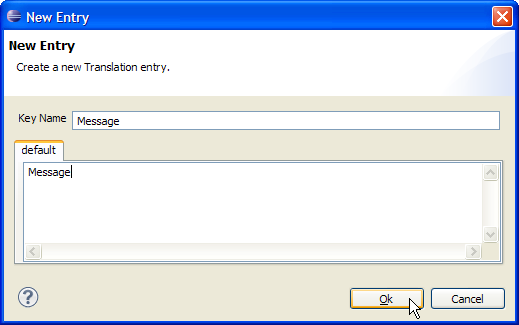 New Entry
New Entry
Create a new Translation entry.
Key Name Message
default
Message
? Ok Cancel